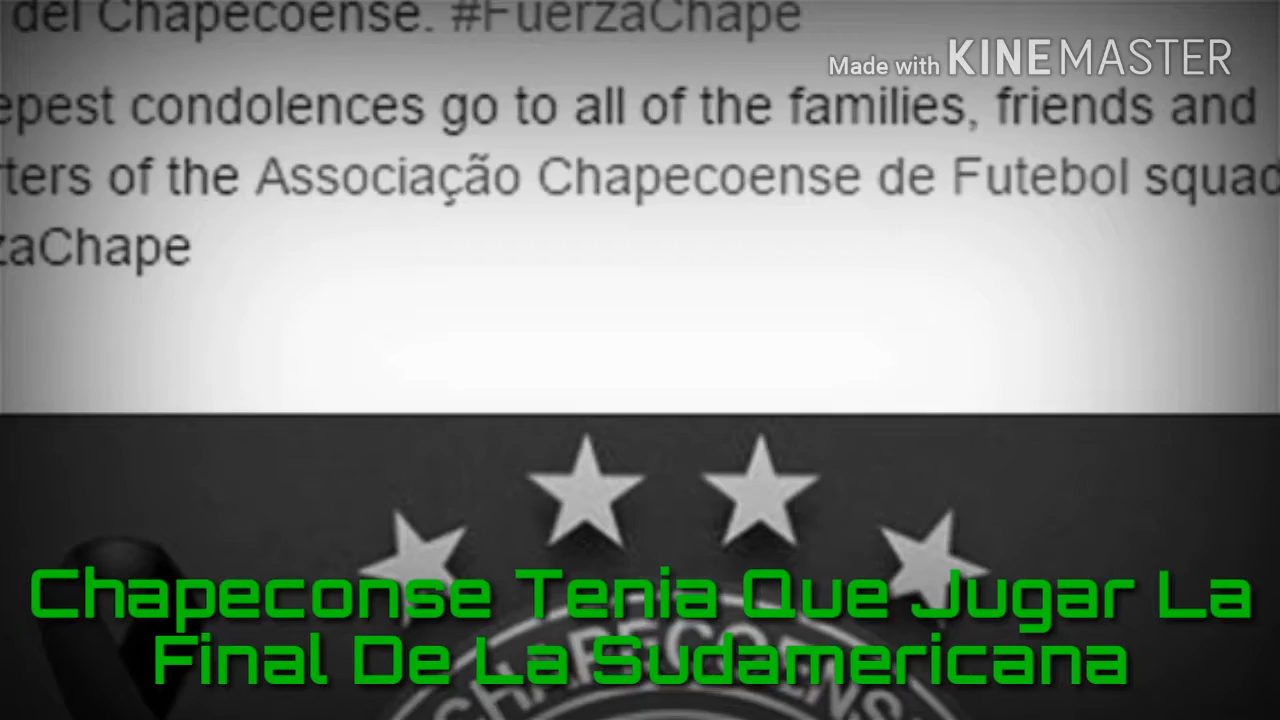 del Chapecoense. #FuerzaChape
Made with KINEMASTER
epest condolences go to all of the families, friends and
rters of the Associação Chapecoense de Futebol squad
zaChape
Chapeconse Tenia Que Jugar La
Final De La Sudamericana
CHAPECOENS